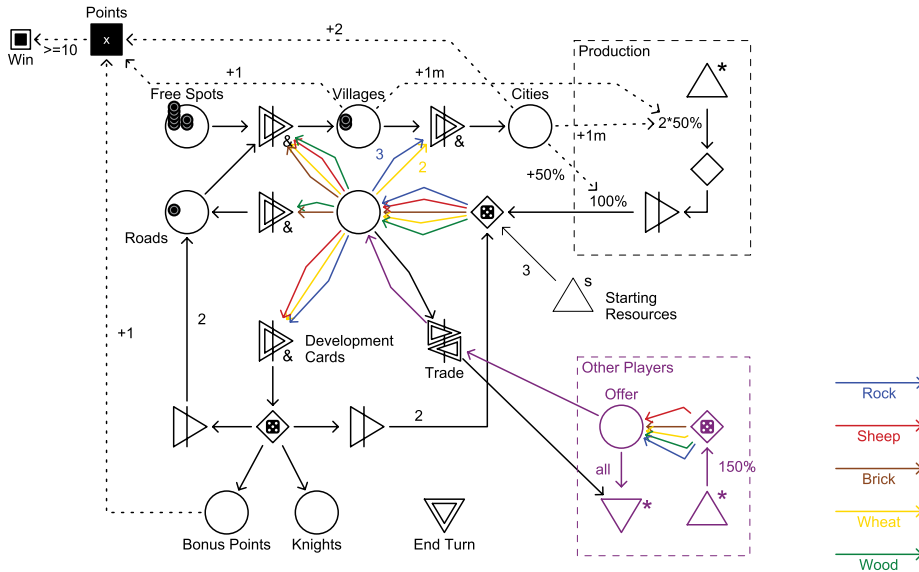 Points
x
Win
>=10
+2
+1
+1m
Production
*
Free Spots
Villages
Cities
2*50%
&
&
+1m
3
2
+50%
100%
Roads
&
3
s
Starting
Resources
2
+1
&
Development
Cards
Trade
Other Players
Offer
Rock
Sheep
2
all
150%
Brick
*
*
Wheat
Bonus Points
Knights
End Turn
Wood